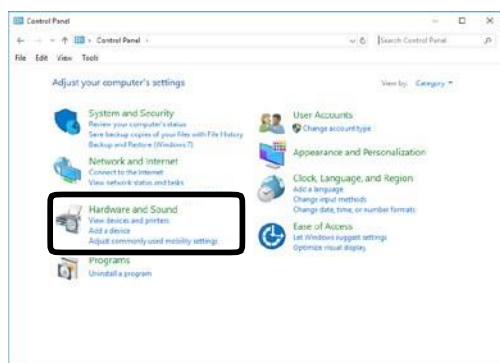 Control Panel
Control Panel
Search Control Panel
File Edit View Tools
Adjust your computer's settings
View by: Category
System and Security
Review your computer's status
Save backup copies of your files with File History
Backup and Restore (Windows 7)
Network and Internet
Connect to the Internet
View network status and tasks
Hardware and Sound
View devices and printers
Add a device
Adjust commonly used mobility settings
Programs
Uninstall a program
User Accounts
Change account type
Appearance and Personalization
Clock, Language, and Region
Add a language
Change input methods
Change date, time, or number formats
Ease of Access
Let Windows suggest settings
Optimize visual display